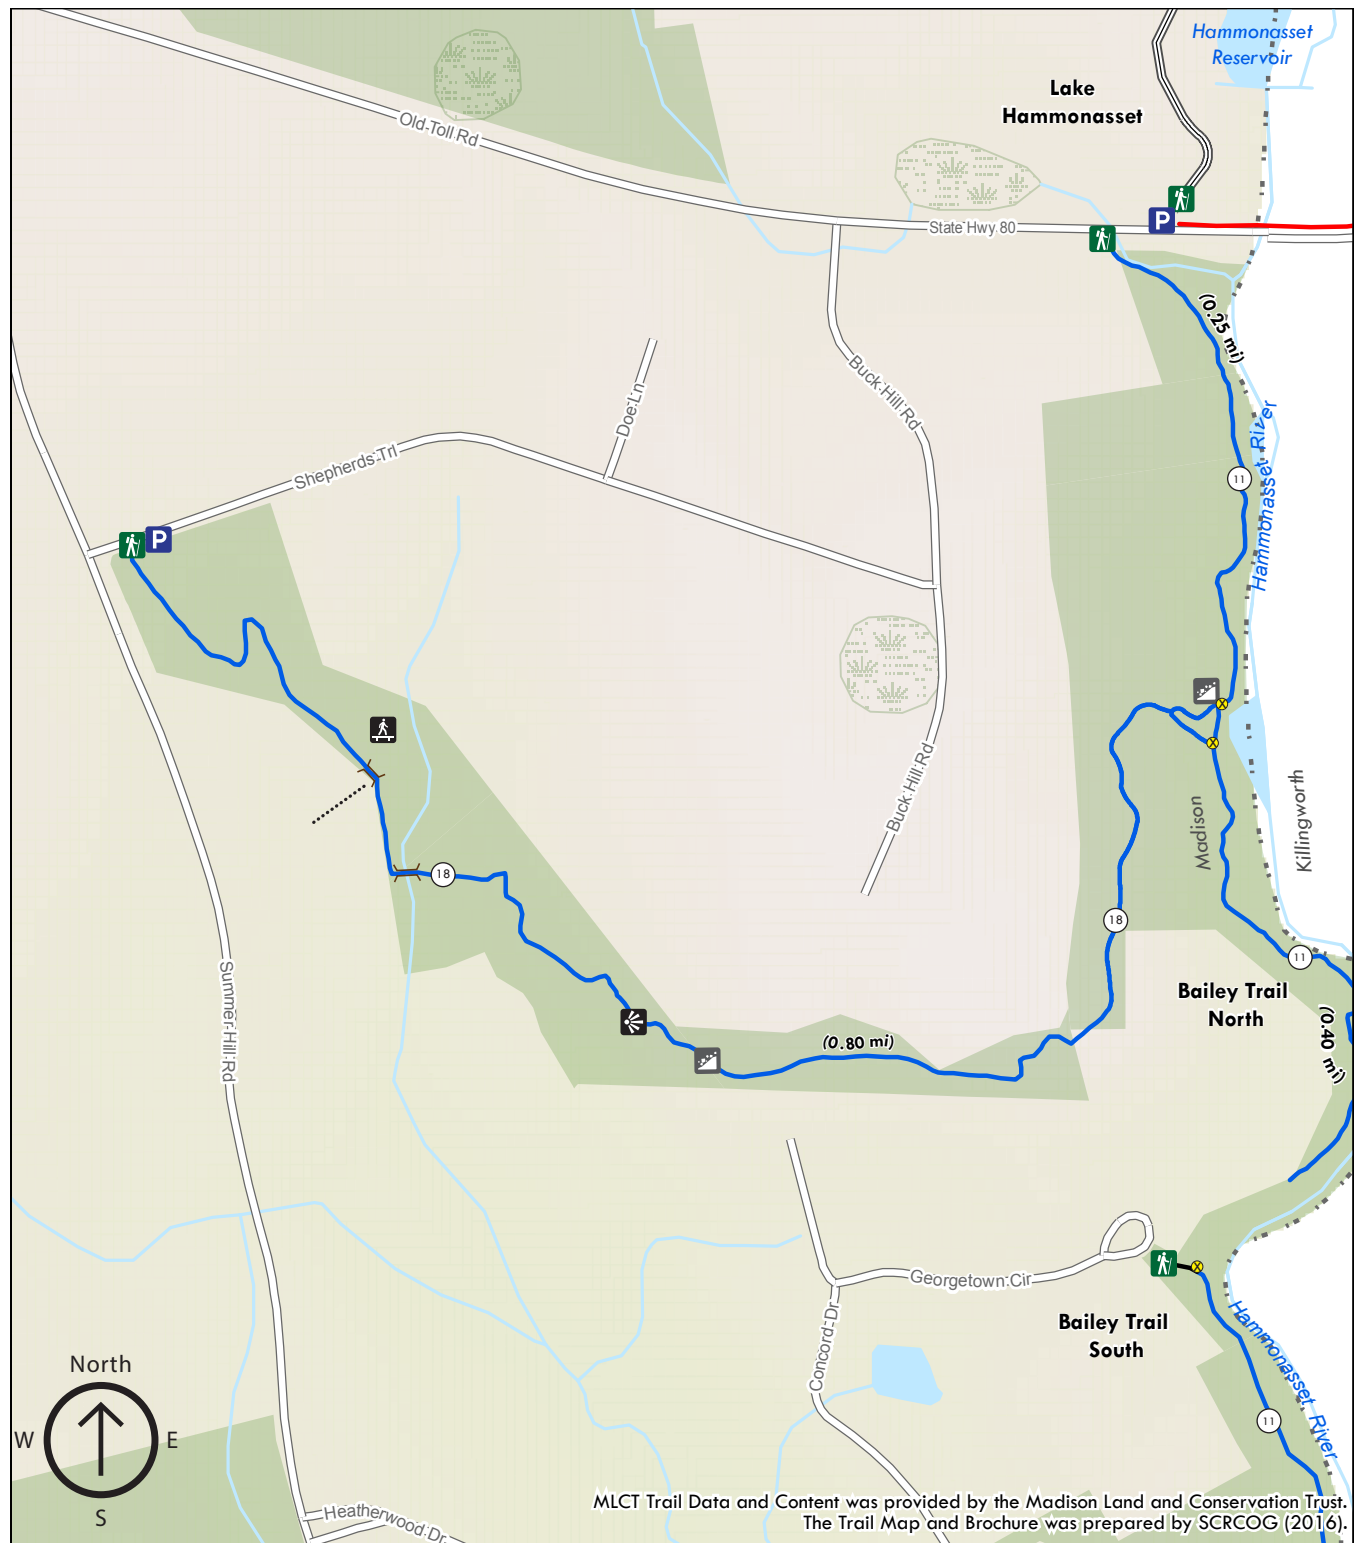 Hammonasset
Reservoir
Lake
Hammonasset
Old Toll Rd
P
State Hwy 80
(0.25 mi)
Buck Hill Rd
Doe Ln
Hammonasset River
Shepherds Trl
11
P
Buck Hill Rd
Madison
Killingworth
18
18
11
Summer Hill Rd
Bailey Trail
North
(0.40 mi)
(0.80 mi)
Georgetown Cir
Concord Dr
Bailey Trail
South
Hammonasset River
11
North
W
E
S
Heatherwood Dr
MLCT Trail Data and Content was provided by the Madison Land and Conservation Trust.
The Trail Map and Brochure was prepared by SCRCOG (2016).